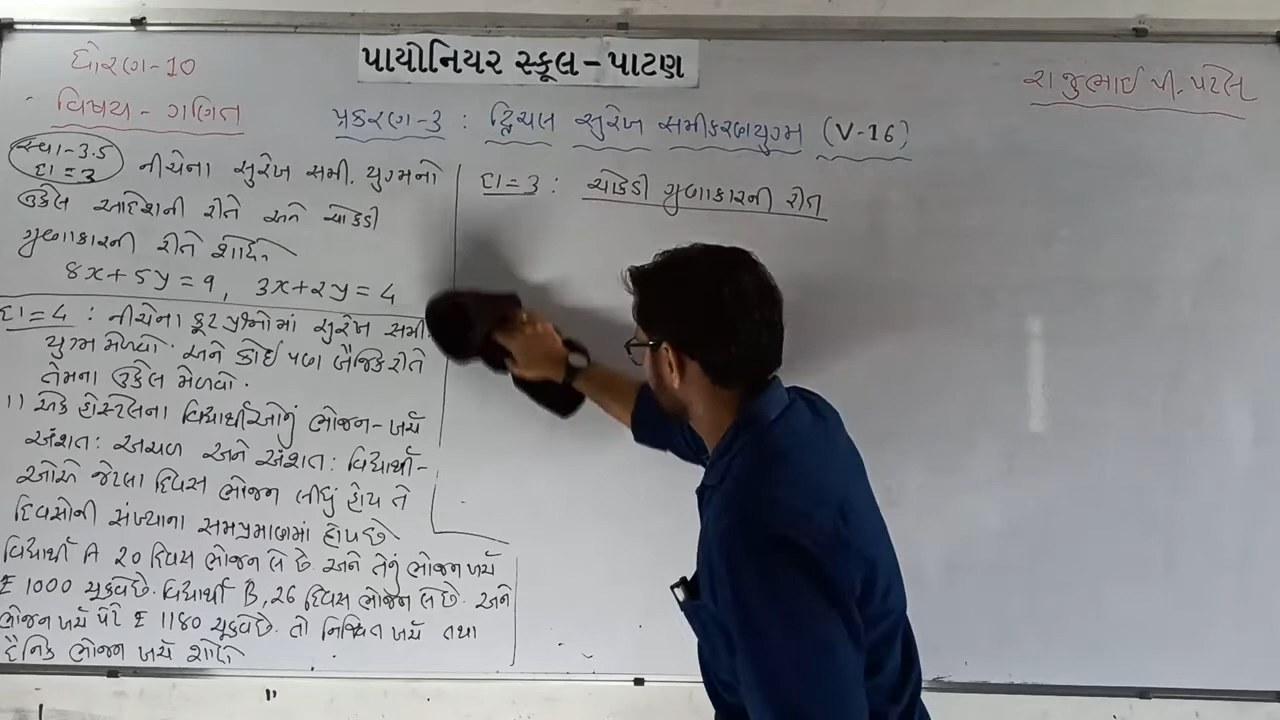 પાયોનિયર સ્કૂલ - પાટણ
ધોરણ-10
વિષય - ગણિત
રાજુભાઈ પી. પટેલ
પ્રકરણ-3 : દ્વિચલ સુરેખ સમીકરણયુગ્મ (V-16)
સ્વા-3.5
દા=3
નીચેના સુરેખ સમી. યુગ્મનો
ઉકેલ આદેશની રીતે અને ચોકડી
ગુણાકારની રીતે શોધો
8x+5y=9, 3x+2y=4
દા=4 : નીચેના કૂટપ્રશ્નોમાં સુરેખ સમી.
યુગ્મ મેળવો. અને કોઈ પણ બૈજિક રીતે
તેમના ઉકેલ મેળવો.
1) એક હોસ્ટેલના વિદ્યાર્થીઓનું ભોજન-ખર્ચ
અંશત: અચળ અને અંશત: વિદ્યાર્થી-
ઓએ જેટલા દિવસ ભોજન લીધું હોય તે
દિવસોની સંખ્યાના સમપ્રમાણમાં હોય છે
વિદ્યાર્થી A 20 દિવસ ભોજન લે છે. અને તેનું ભોજન ખર્ચ
₹ 1000 ચૂકવે છે. વિદ્યાર્થી B, 26 દિવસ ભોજન લે છે. અને
ભોજન ખર્ચ પેટે ₹ 1180 ચૂકવે છે. તો નિશ્ચિત ખર્ચ તથા
દૈનિક ભોજન ખર્ચ શોધો
દા=3 : ચોકડી ગુણાકારની રીત